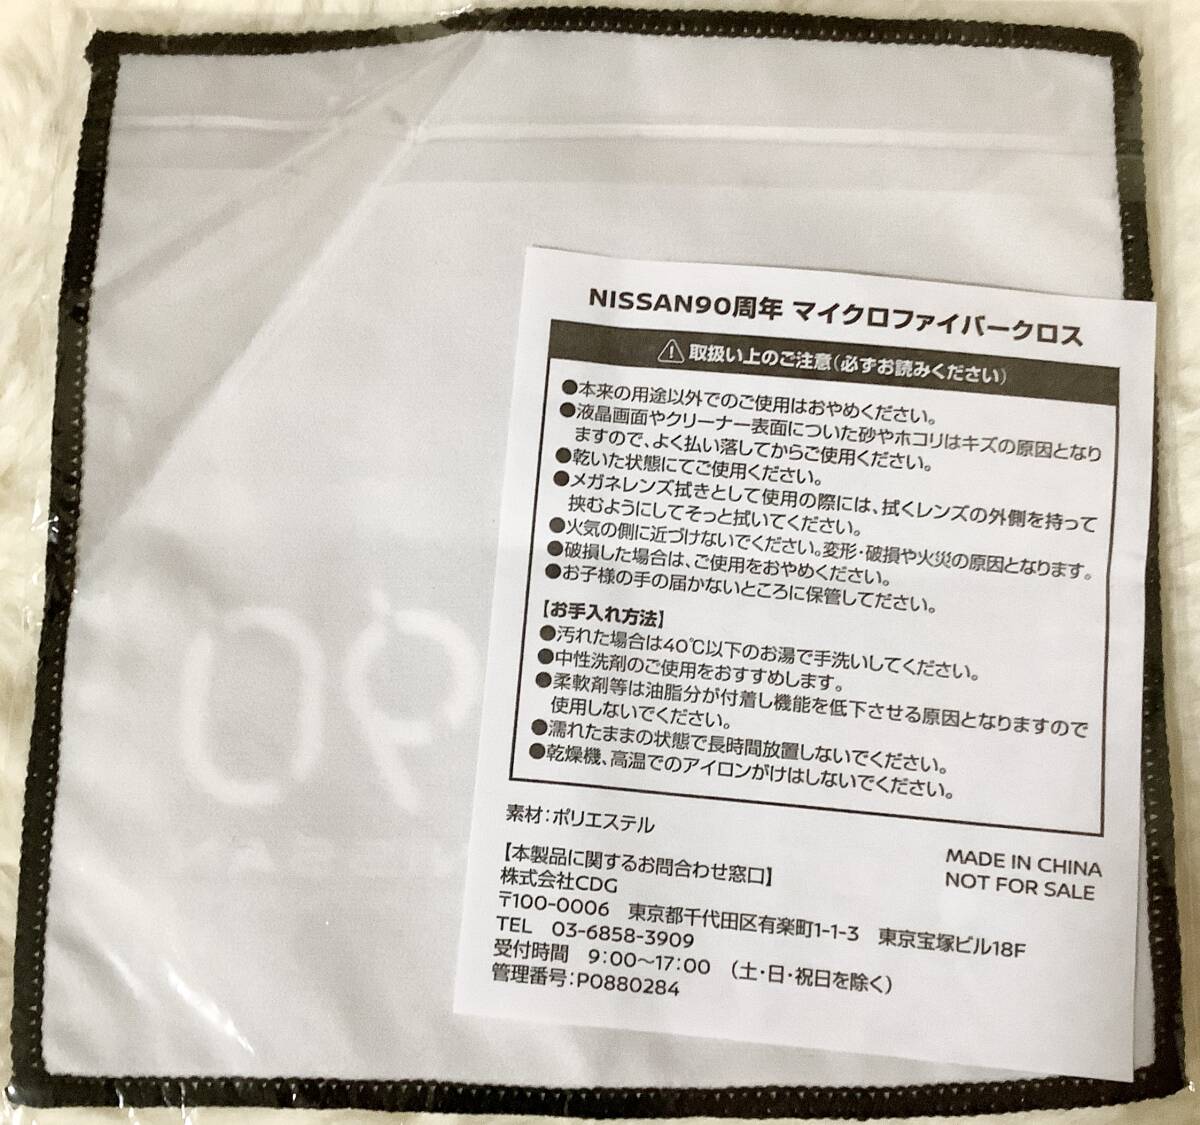 NISSAN90周年 マイクロファイバークロス
取扱い上のご注意(必ずお読みください)
●本来の用途以外でのご使用はおやめください。
●液晶画面やクリーナー表面についた砂やホコリはキズの原因となり
ますので、よく払い落してからご使用ください。
●乾いた状態にてご使用ください。
●メガネレンズ拭きとして使用の際には、拭くレンズの外側を持って
挟むようにしてそっと拭いてください。
●火気の側に近づけないでください。変形・破損や火災の原因となります。
●破損した場合は、ご使用をおやめください。
●お子様の手の届かないところに保管してださい。
【お手入れ方法】
●汚れた場合は40℃以下のお湯で手洗いしてください。
●中性洗剤のご使用をおすすめします。
●柔軟剤等は油脂分が付着し機能を低下させる原因となりますので
使用しないでください。
●濡れたままの状態で長時間放置しないでください。
●乾燥機、高温でのアイロンがけはしないでください。
素材:ポリエステル
MADE IN CHINA
NOT FOR SALE
【本製品に関するお問合わせ窓口】
株式会社CDG
〒100-0006 東京都千代田区有楽町1-1-3 東京宝塚ビル18F
TEL 03-6858-3909
受付時間 9:00〜17:00 (土・日・祝日を除く)
管理番号:P0880284